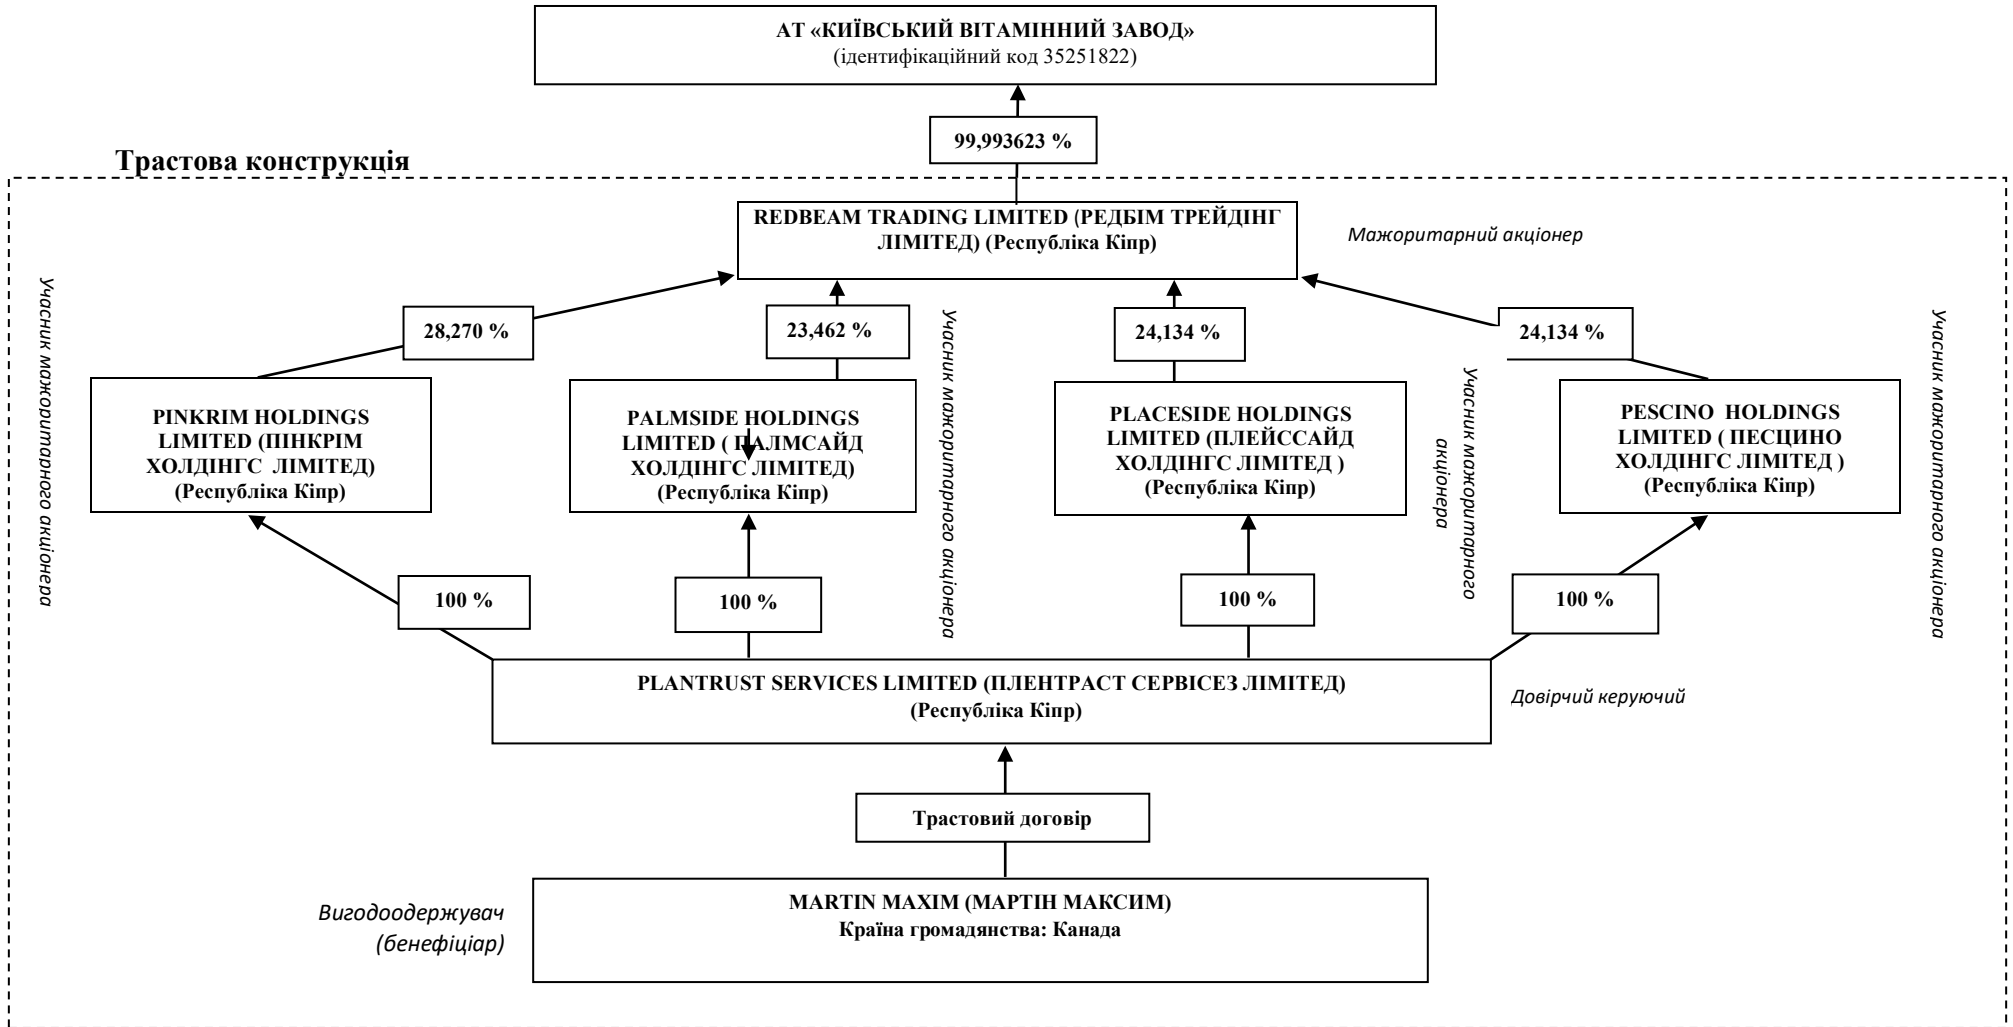 АТ «КИЇВСЬКИЙ ВІТАМІННИЙ ЗАВОД»
(ідентифікаційний код 35251822)
99,993623 %
Трастова конструкція
REDBEAM TRADING LIMITED (РЕДБІМ ТРЕЙДІНГ
ЛІМІТЕД) (Республіка Кіпр)
Мажоритарний акціонер
Учасник мажоритарного акціонера
28,270 %
23,462 %
Учасник мажоритарного акціонера
24,134 %
Учасник мажоритарного
акціонера
24,134 %
Учасник мажоритарного акціонера
PINKRIM HOLDINGS
LIMITED (ПІНКРІМ
ХОЛДІНГС ЛІМІТЕД)
(Республіка Кіпр)
PALMSIDE HOLDINGS
LIMITED ( ПАЛМСАЙД
ХОЛДІНГС ЛІМІТЕД)
(Республіка Кіпр)
PLACESIDE HOLDINGS
LIMITED (ПЛЕЙССАЙД
ХОЛДІНГС ЛІМІТЕД )
(Республіка Кіпр)
PESCINO HOLDINGS
LIMITED ( ПЕСЦИНО
ХОЛДІНГС ЛІМІТЕД )
(Республіка Кіпр)
100 %
100 %
100 %
100 %
PLANTRUST SERVICES LIMITED (ПЛЕНТРАСТ СЕРВІСЕЗ ЛІМІТЕД)
(Республіка Кіпр)
Довірчий керуючий
Трастовий договір
Вигодоодержувач
(бенефіціар)
MARTIN MAXIM (МАРТІН МАКСИМ)
Країна громадянства: Канада